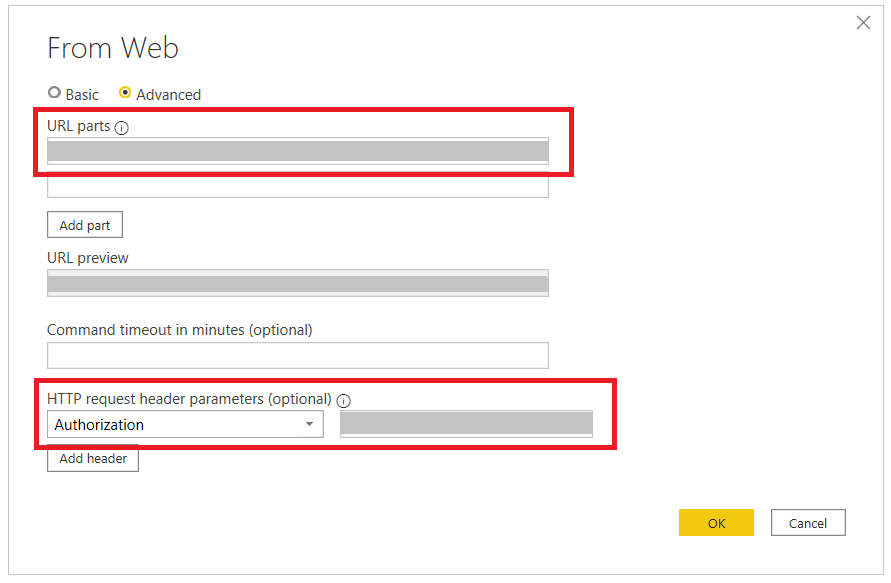 From Web
Basic Advanced
URL parts
Add part
URL preview
Command timeout in minutes (optional)
HTTP request header parameters (optional)
Authorization
Add header
OK Cancel